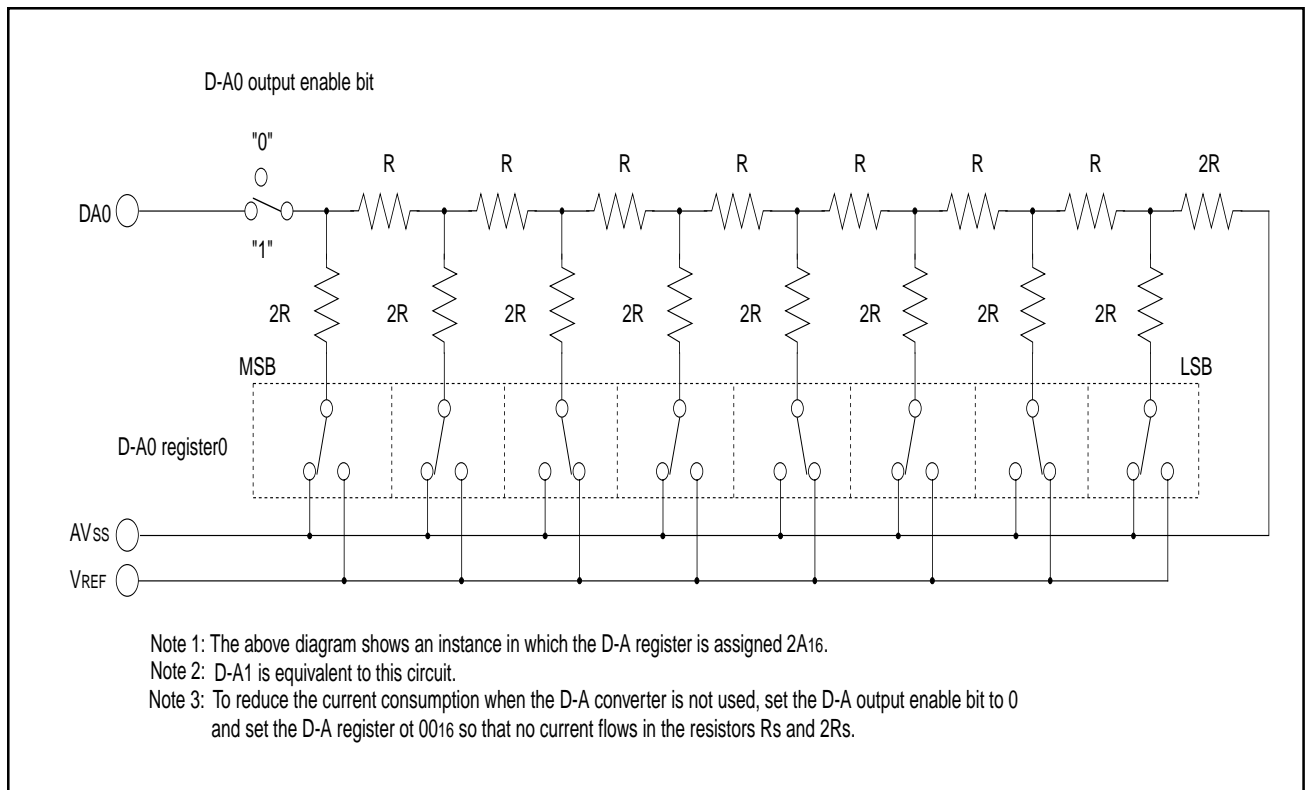 D-A0 output enable bit
"0"
R R R R R R R 2R
DA0
"1"
2R 2R 2R 2R 2R 2R 2R 2R
MSB LSB
D-A0 register0
AVSS
VREF
Note 1: The above diagram shows an instance in which the D-A register is assigned 2A16.
Note 2: D-A1 is equivalent to this circuit.
Note 3: To reduce the current consumption when the D-A converter is not used, set the D-A output enable bit to 0
and set the D-A register ot 0016 so that no current flows in the resistors Rs and 2Rs.